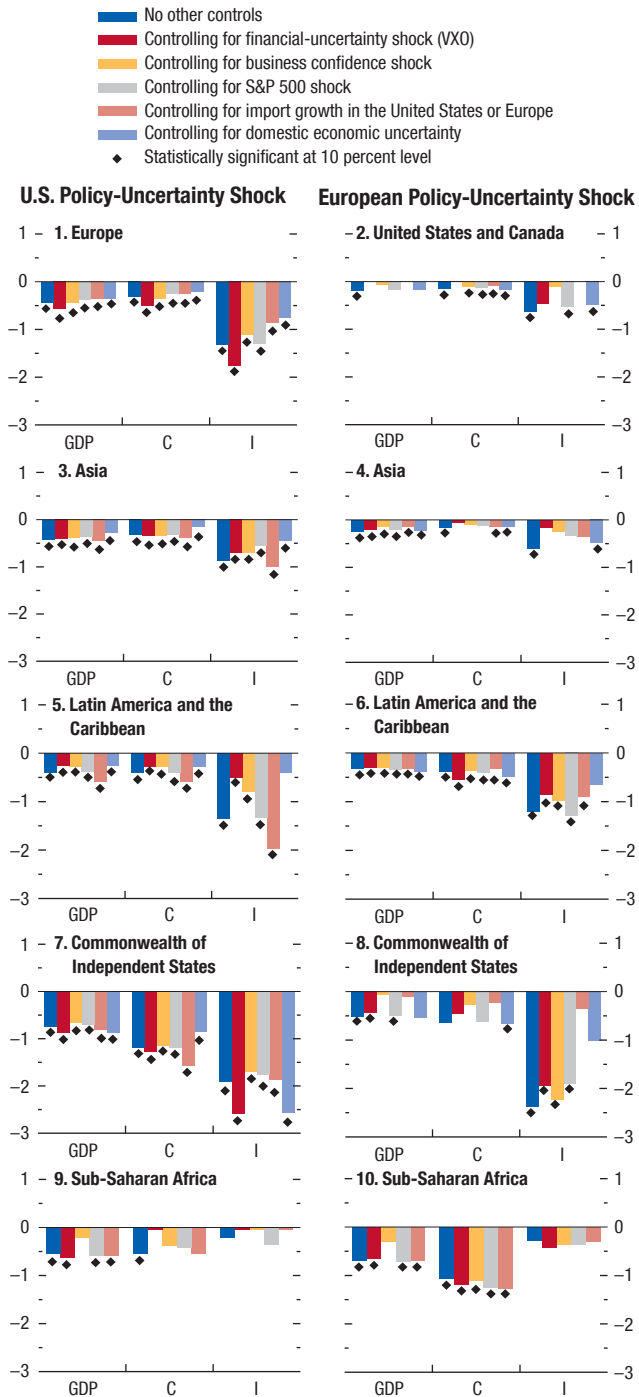 No other controls
Controlling for financial-uncertainty shock (VXO)
Controlling for business confidence shock
Controlling for S&P 500 shock
Controlling for import growth in the United States or Europe
Controlling for domestic economic uncertainty
Statistically significant at 10 percent level
U.S. Policy-Uncertainty Shock
European Policy-Uncertainty Shock
1. Europe
1
0
–1
–2
–3
GDP C I
2. United States and Canada
1
0
–1
–2
–3
GDP C I
3. Asia
1
0
–1
–2
–3
GDP C I
4. Asia
1
0
–1
–2
–3
GDP C I
5. Latin America and the
Caribbean
1
0
–1
–2
–3
GDP C I
6. Latin America and the
Caribbean
1
0
–1
–2
–3
GDP C I
7. Commonwealth of
Independent States
1
0
–1
–2
–3
GDP C I
8. Commonwealth of
Independent States
1
0
–1
–2
–3
GDP C I
9. Sub-Saharan Africa
1
0
–1
–2
–3
GDP C I
10. Sub-Saharan Africa
1
0
–1
–2
–3
GDP C I